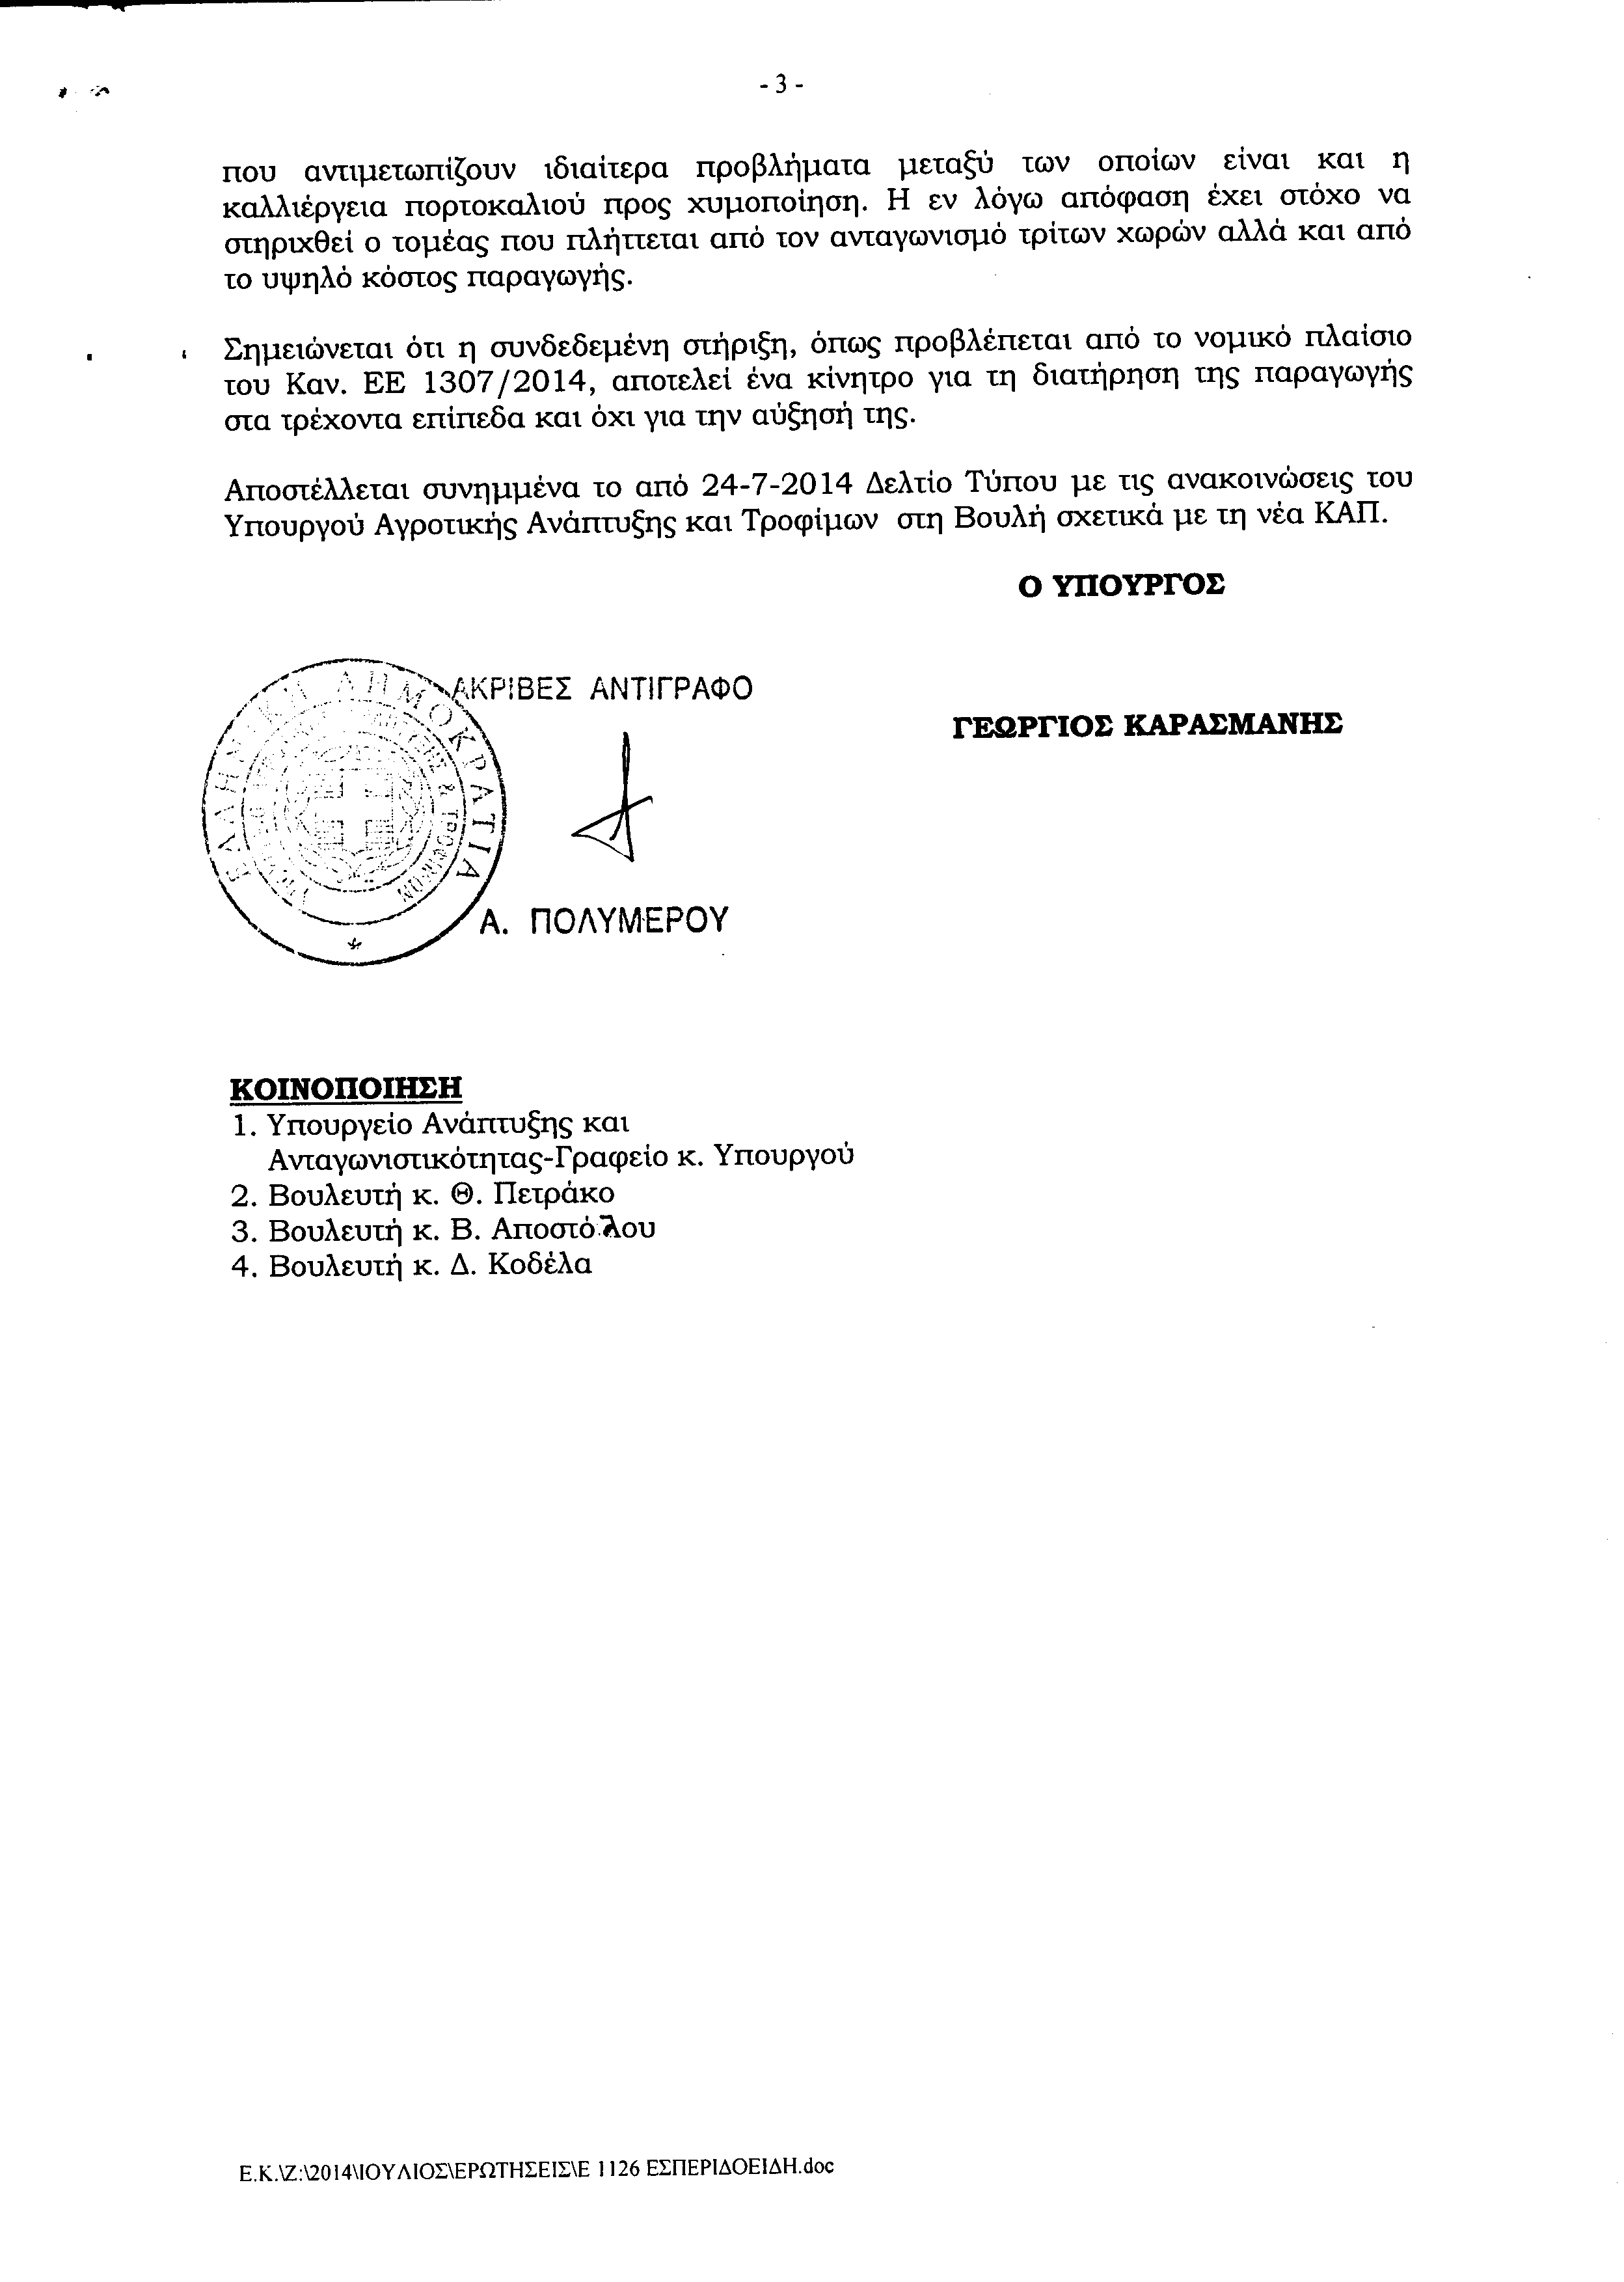 - 3 -
που αντιμετωπίζουν ιδιαίτερα προβλήματα μεταξύ των οποίων είναι και η
καλλιέργεια πορτοκαλιού προς χυμοποίηση. Η εν λόγω απόφαση έχει στόχο να
στηριχθεί ο τομέας που πλήττεται από τον ανταγωνισμό τρίτων χωρών αλλά και από
το υψηλό κόστος παραγωγής.
Σημειώνεται ότι η συνδεδεμένη στήριξη, όπως προβλέπεται από το νομικό πλαίσιο
του Καν. ΕΕ 1307/2014, αποτελεί ένα κίνητρο για τη διατήρηση της παραγωγής
στα τρέχοντα επίπεδα και όχι για την αύξησή της.
Αποστέλλεται συνημμένα το από 24-7-2014 Δελτίο Τύπου με τις ανακοινώσεις του
Υπουργού Αγροτικής Ανάπτυξης και Τροφίμων στη Βουλή σχετικά με τη νέα ΚΑΠ.
Ο ΥΠΟΥΡΓΟΣ
ΑΚΡΙΒΕΣ ΑΝΤΙΓΡΑΦΟ
ΓΕΩΡΓΙΟΣ ΚΑΡΑΣΜΑΝΗΣ
ΕΛΛΗΝΙΚΗ ΔΗΜΟΚΡΑΤΙΑ
& ΤΡΟΦΙΜΩΝ
Α. ΠΟΛΥΜΕΡΟΥ
ΚΟΙΝΟΠΟΙΗΣΗ
1. Υπουργείο Ανάπτυξης και
Ανταγωνιστικότητας-Γραφείο κ. Υπουργού
2. Βουλευτή κ. Θ. Πετράκο
3. Βουλευτή κ. Β. Αποστόλου
4. Βουλευτή κ. Δ. Κοδέλα
Ε.Κ.\Z:\2014\ΙΟΥΛΙΟΣ\ΕΡΩΤΗΣΕΙΣ\Ε 1126 ΕΣΠΕΡΙΔΟΕΙΔΗ.doc